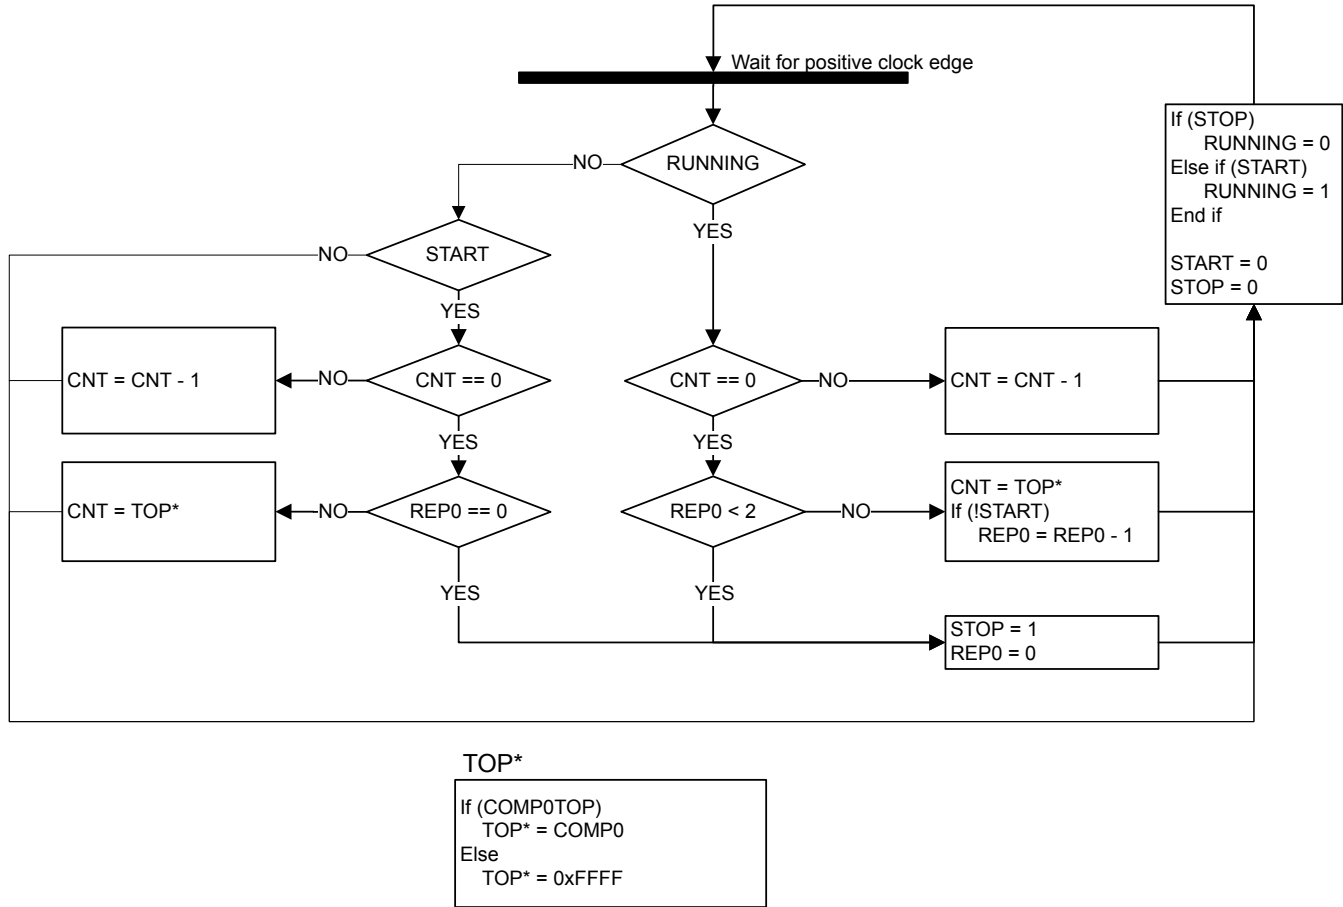 Wait for positive clock edge
If (STOP)
RUNNING = 0
Else if (START)
RUNNING = 1
End if
START = 0
STOP = 0
NO
RUNNING
YES
NO
START
YES
CNT = CNT - 1
NO
CNT == 0
YES
CNT == 0
NO
CNT = CNT - 1
YES
CNT = TOP*
NO
REP0 == 0
YES
REP0 < 2
NO
CNT = TOP*
If (!START)
REP0 = REP0 - 1
YES
STOP = 1
REP0 = 0
TOP*
If (COMP0TOP)
TOP* = COMP0
Else
TOP* = 0xFFFF